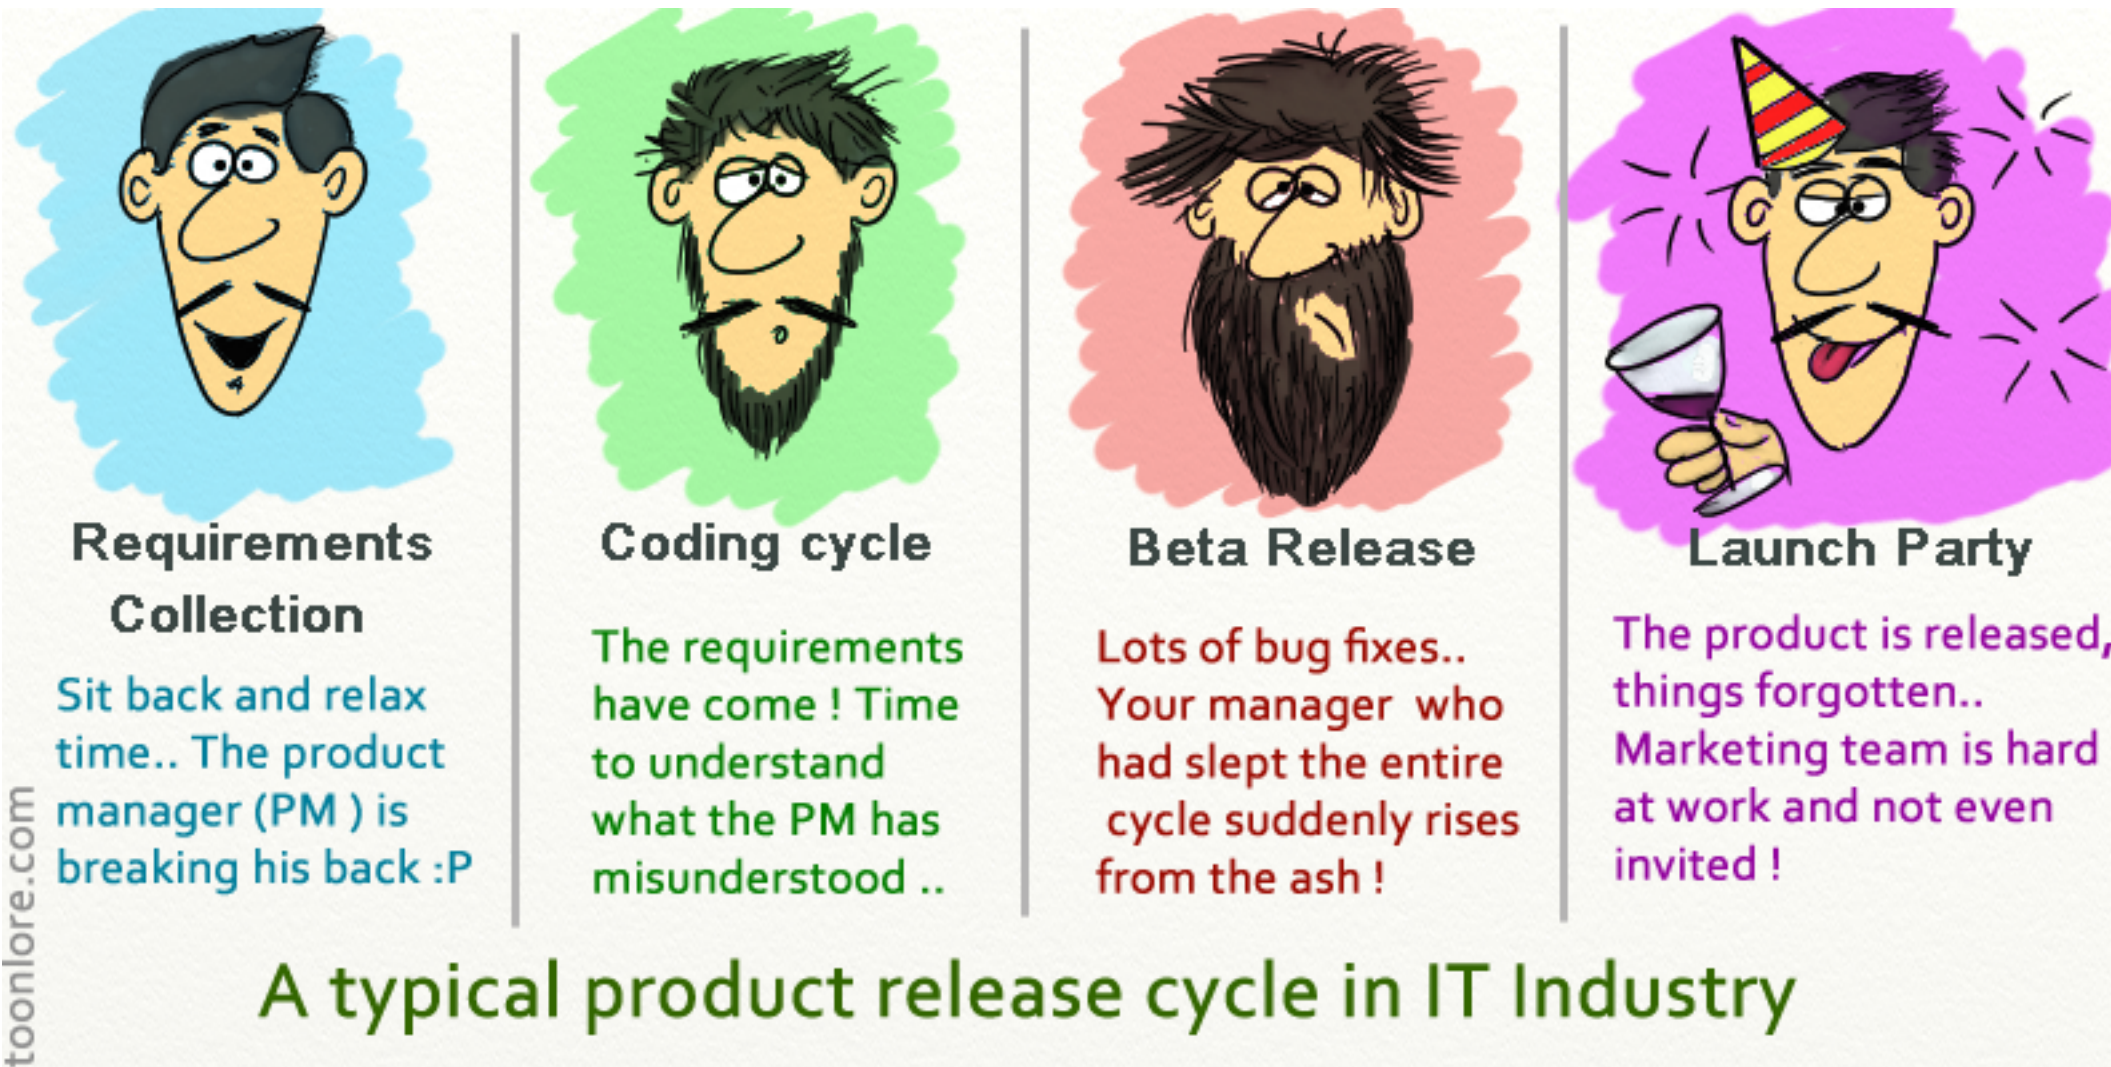 Requirements
Collection
Sit back and relax
time.. The product
manager (PM ) is
breaking his back :P
Coding cycle
The requirements
have come ! Time
to understand
what the PM has
misunderstood ..
Beta Release
Lots of bug fixes..
Your manager who
had slept the entire
cycle suddenly rises
from the ash !
Launch Party
The product is released,
things forgotten..
Marketing team is hard
at work and not even
invited !
A typical product release cycle in IT Industry
toonlore.com